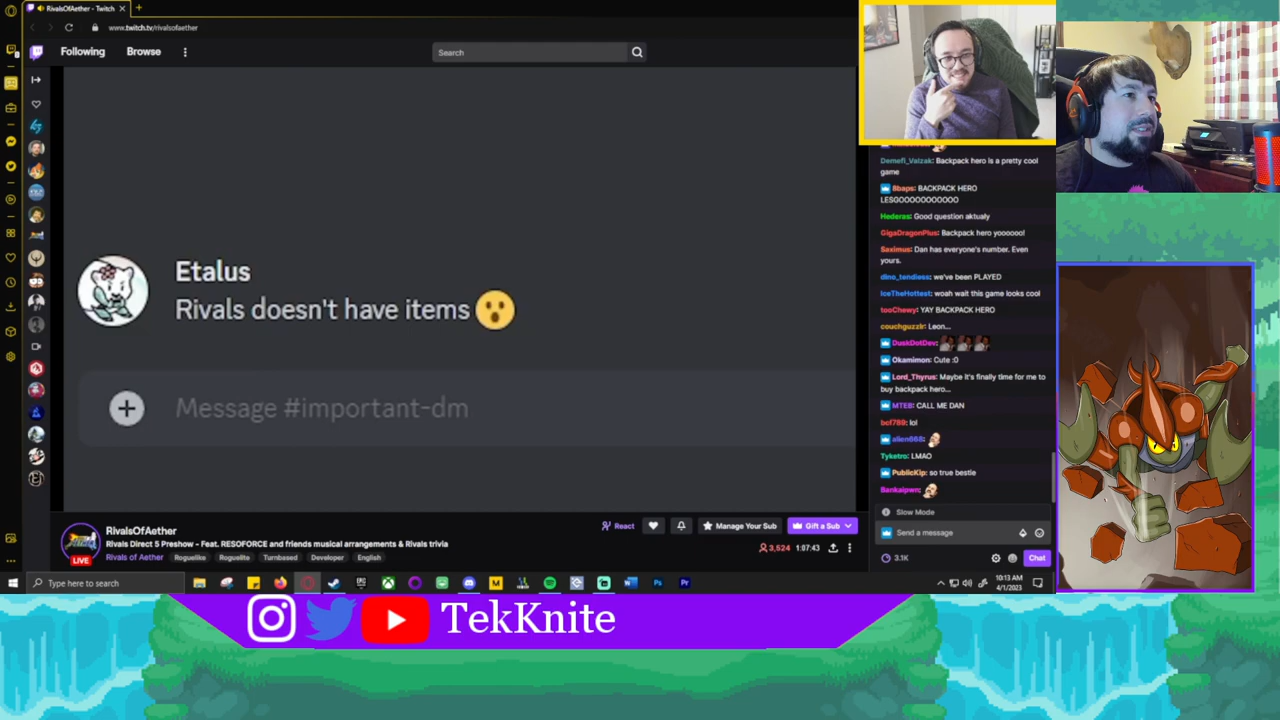 RivalsOfAether - Twitch
www.twitch.tv/rivalsofaether
Following
Browse
Search
Etalus
Rivals doesn't have items 😮
Message #important-dm
RivalsOfAether
Rivals Direct 5 Preshow - Feat. RESOFORCE and friends musical arrangements & Rivals trivia
Rivals of Aether
Roguelike
Roguelite
Turnbased
Developer
English
LIVE
React
Manage Your Sub
Gift a Sub
3,524
1:07:43
Demefi_Valzak: Backpack hero is a pretty cool
game
8baps: BACKPACK HERO
LESGOOOOOOOOOO
Hederas: Good question aktualy
GigaDragonPlus: Backpack hero yoooooo!
Saximus: Dan has everyone's number. Even
yours.
dino_tendiess: we've been PLAYED
IceTheHottest: woah wait this game looks cool
tooChewy: YAY BACKPACK HERO
couchguzzlr: Leon...
DuskDotDev:
Okamimon: Cute :0
Lord_Thyrus: Maybe it's finally time for me to
buy backpack hero...
MTEB: CALL ME DAN
bcf789: lol
alien668:
Tyketro: LMAO
PublicKip: so true bestie
Bankaipwn:
Slow Mode
Send a message
3.1K
Chat
Type here to search
10:13 AM
4/1/2023
TekKnite